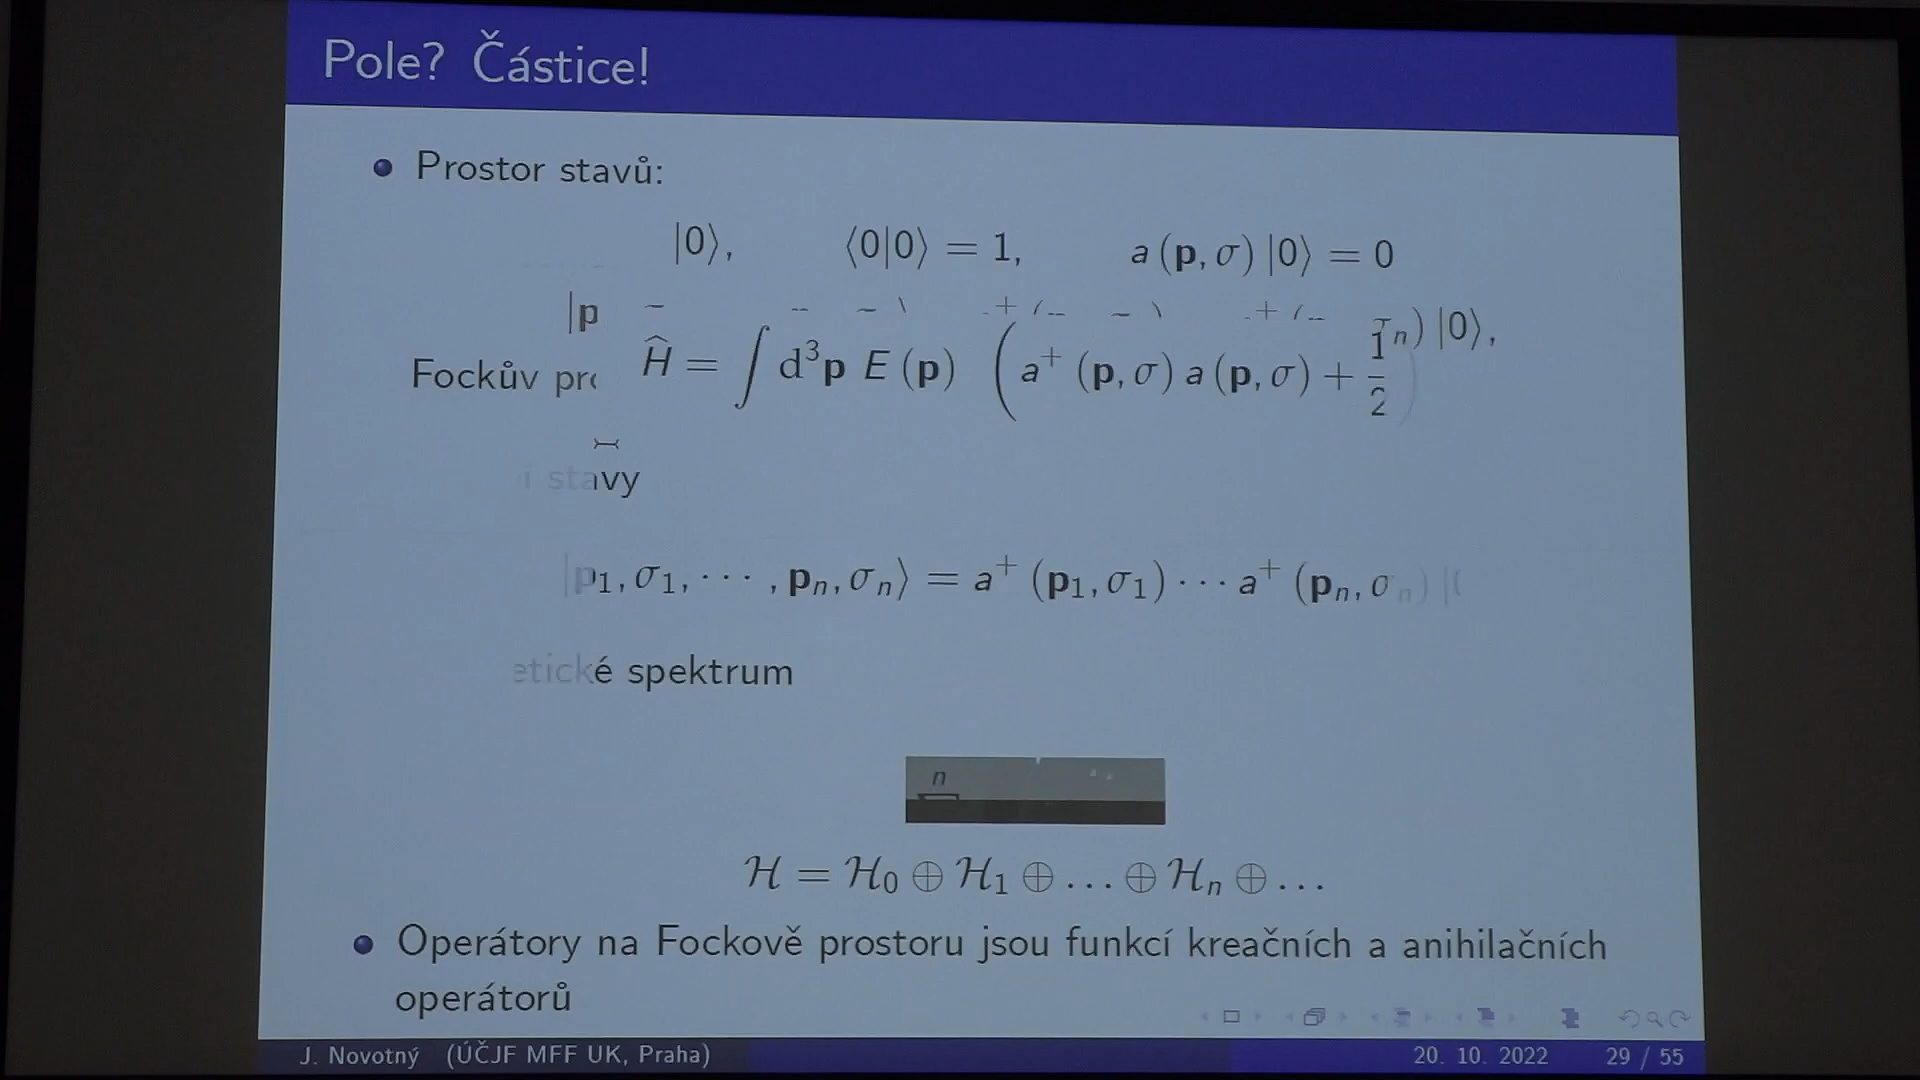 Pole? Částice!
Prostor stavů:
|0⟩, ⟨0|0⟩ = 1, a (p, σ) |0⟩ = 0
|p n) |0⟩,
Fockův Ĥ = ∫ d³p E (p) ( a⁺ (p, σ) a (p, σ) + 1/2 )
stavy
|p₁, σ₁, ··· , pₙ, σₙ⟩ = a⁺ (p₁, σ₁) ··· a⁺ (pₙ, σₙ) |
etické spektrum
n
ℋ = ℋ₀ ⊕ ℋ₁ ⊕ … ⊕ ℋₙ ⊕ …
Operátory na Fockově prostoru jsou funkcí kreačních a anihilačních
operátorů
J. Novotný (ÚČJF MFF UK, Praha) 20. 10. 2022 29 / 55